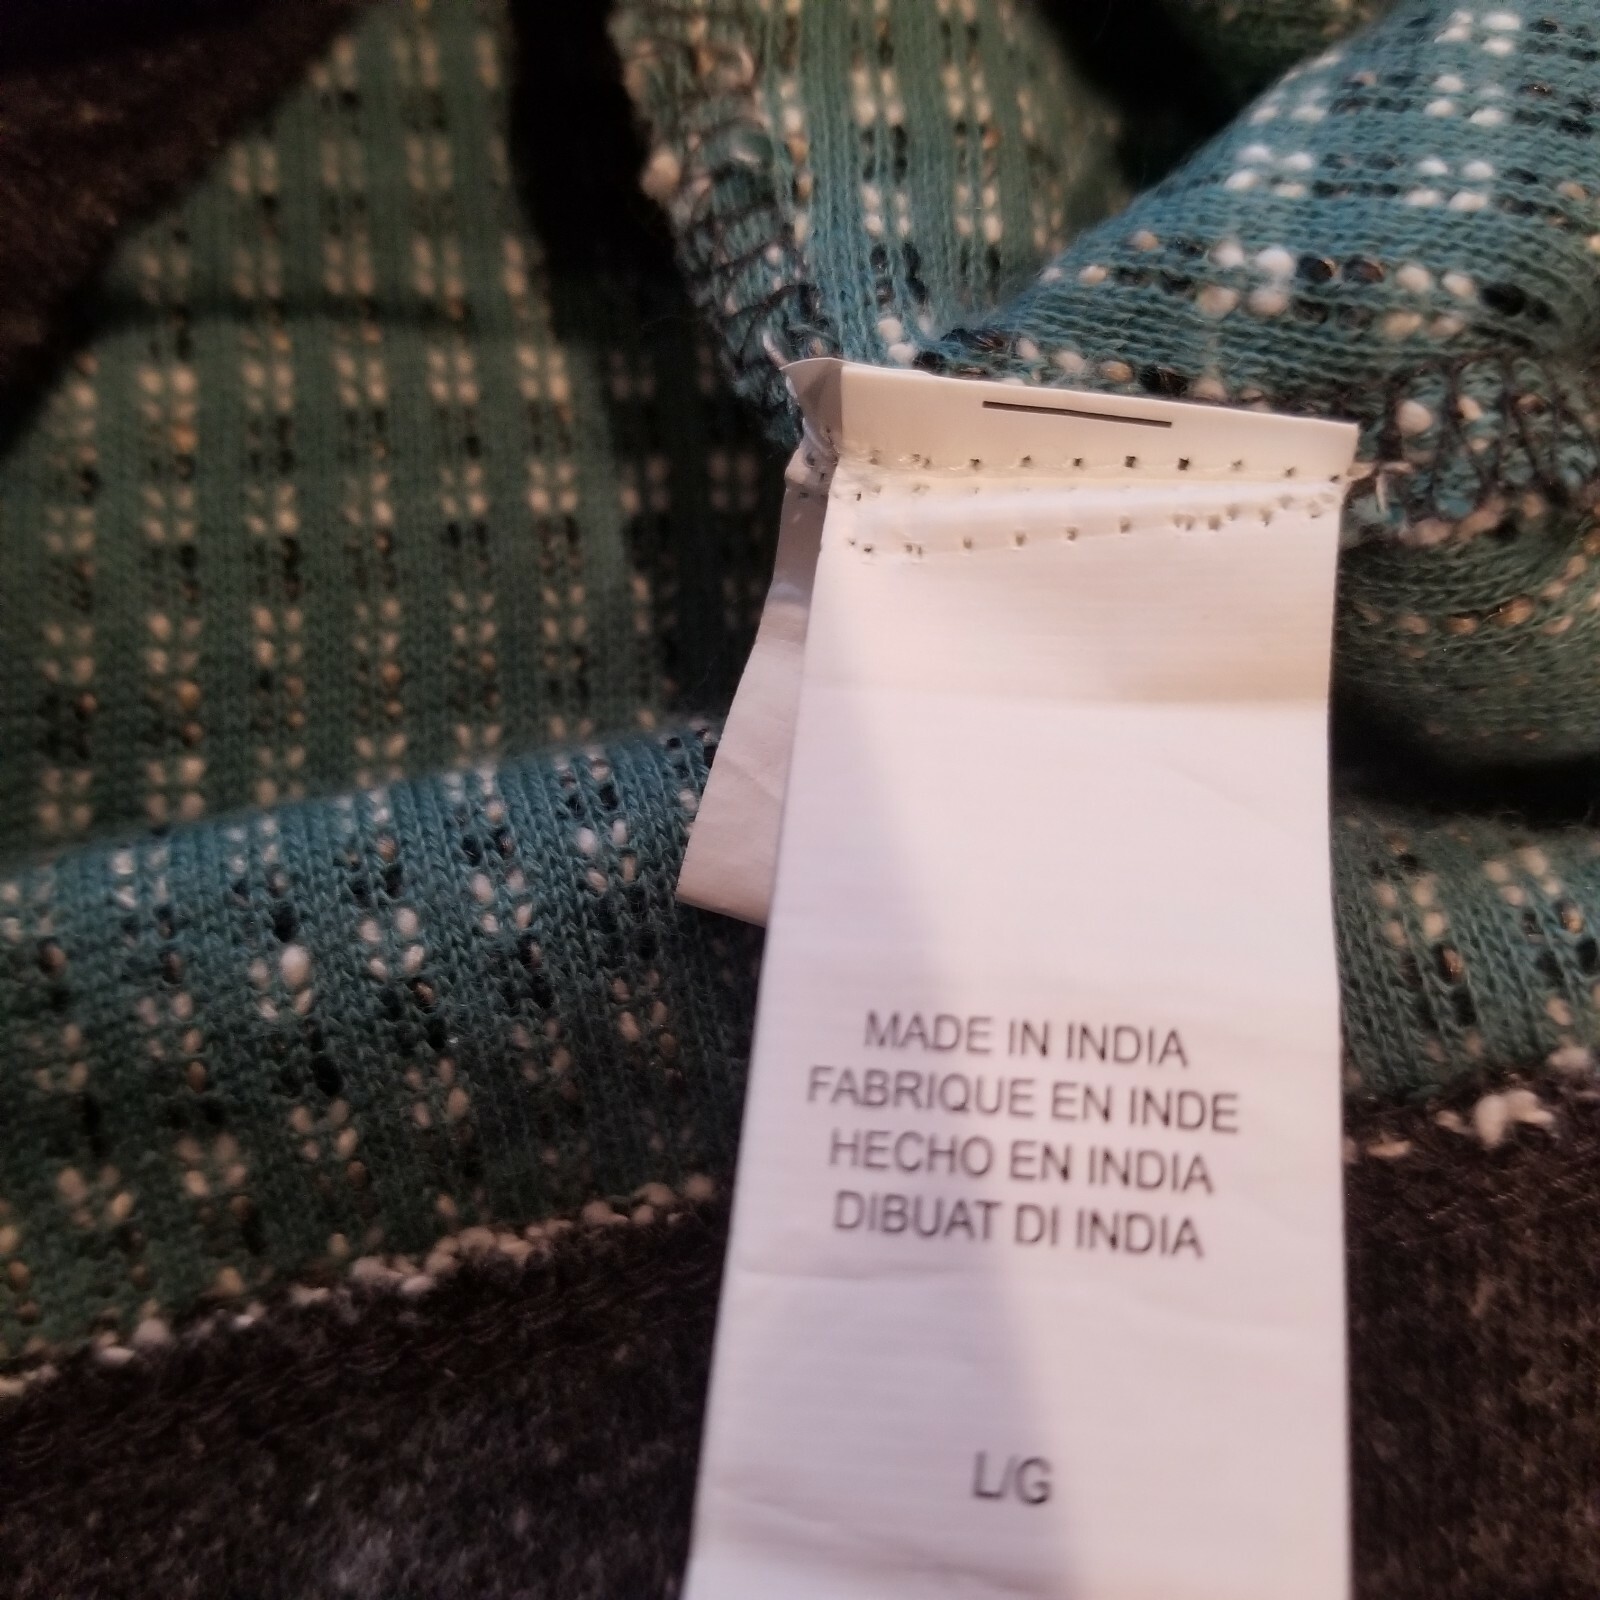 MADE IN INDIA
FABRIQUE EN INDE
HECHO EN INDIA
DIBUAT DI INDIA
L/G